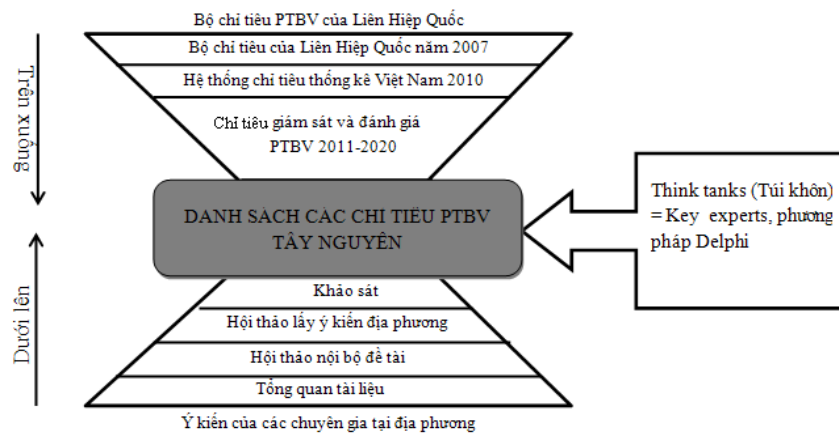 Bộ chỉ tiêu PTBV của Liên Hiệp Quốc
Bộ chỉ tiêu của Liên Hiệp Quốc năm 2007
Hệ thống chỉ tiêu thống kê Việt Nam 2010
Chỉ tiêu giám sát và đánh giá
PTBV 2011-2020
Trên xuống
DANH SÁCH CÁC CHỈ TIÊU PTBV
TÂY NGUYÊN
Think tanks (Túi khôn)
= Key experts, phương
pháp Delphi
Dưới lên
Khảo sát
Hội thảo lấy ý kiến địa phương
Hội thảo nội bộ đề tài
Tổng quan tài liệu
Ý kiến của các chuyên gia tại địa phương